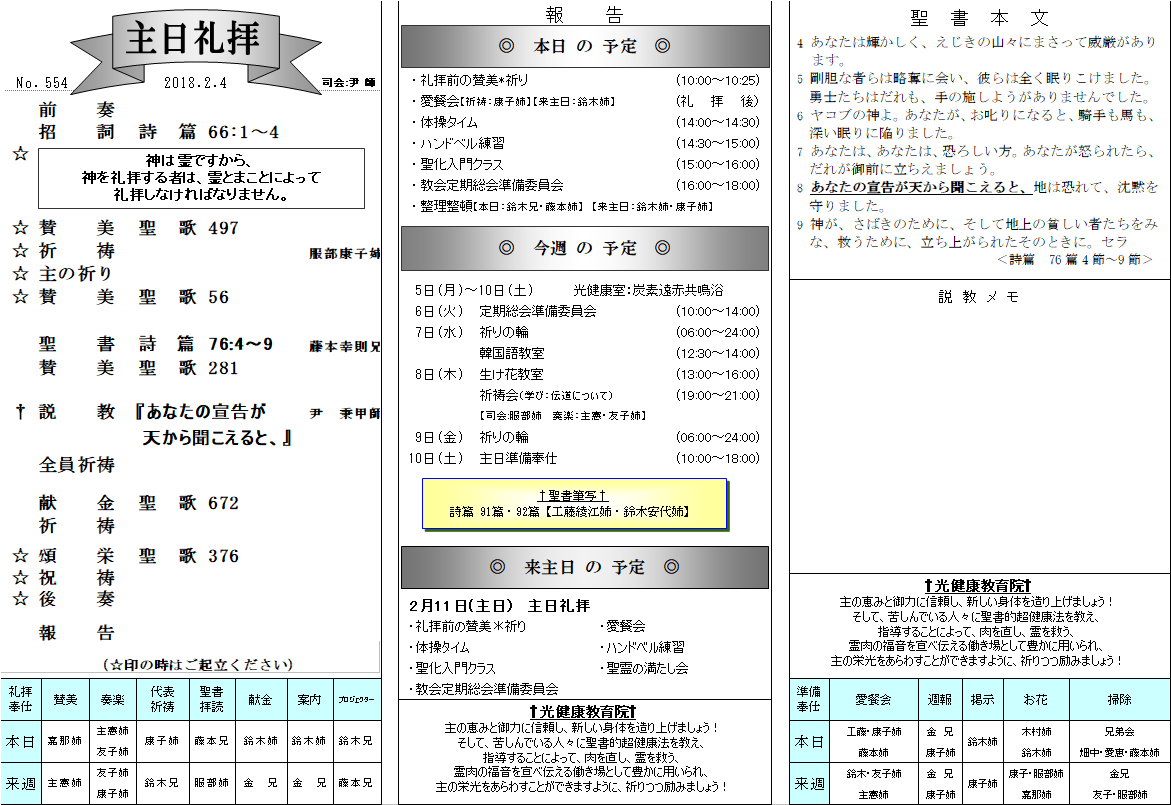 主日礼拝
No. 554 2018.2.4 司会:尹 師
前 奏
招 詞 詩 篇 66:1～4
☆ 神は霊ですから、
神を礼拝する者は、霊とまことによって
礼拝しなければなりません。
☆ 賛 美 聖 歌 497
☆ 祈 祷 服部康子姉
☆ 主の祈り
☆ 賛 美 聖 歌 56
聖 書 詩 篇 76:4～9 藤本幸則兄
賛 美 聖 歌 281
† 説 教 『あなたの宣告が 尹 秉甲師
天から聞こえると、』
全員祈祷
献 金 聖 歌 672
祈 祷
☆ 頌 栄 聖 歌 376
☆ 祝 祷
☆ 後 奏
報 告
(☆印の時はご起立ください)
礼拝奉仕 賛美 奏楽 代表祈祷 聖書拝読 献金 案内 プロジェクター
本日 嘉那姉 主憲姉 友子姉 康子姉 藤本兄 鈴木姉 鈴木姉 鈴木兄
来週 主憲姉 友子姉 康子姉 鈴木兄 服部姉 金 兄 金 兄 藤本兄
報 告
◎ 本日 の 予定 ◎
・礼拝前の賛美*祈り (10:00～10:25)
・愛餐会【祈祷：康子姉】【来主日：鈴木姉】 (礼 拝 後)
・体操タイム (14:00～14:30)
・ハンドベル練習 (14:30～15:00)
・聖化入門クラス (15:00～16:00)
・教会定期総会準備委員会 (16:00～18:00)
・整理整頓【本日：鈴木兄・藤本姉】 【来主日：鈴木姉・康子姉】
◎ 今週 の 予定 ◎
5日(月)～10日(土) 光健康室：炭素遠赤共鳴浴
6日(火) 定期総会準備委員会 (10:00～14:00)
7日(水) 祈りの輪 (06:00～24:00)
韓国語教室 (12:30～14:00)
8日(木) 生け花教室 (13:00～16:00)
祈祷会(学び：伝道について) (19:00～21:00)
【司会:服部姉 奏楽：主憲・友子姉】
9日(金) 祈りの輪 (06:00～24:00)
10日(土) 主日準備奉仕 (10:00～18:00)
†聖書筆写†
詩篇 91篇・92篇【工藤綾江姉・鈴木安代姉】
◎ 来主日 の 予定 ◎
2月11日(主日) 主日礼拝
・礼拝前の賛美＊祈り ・愛餐会
・体操タイム ・ハンドベル練習
・聖化入門クラス ・聖霊の満たし会
・教会定期総会準備委員会
†光健康教育院†
主の恵みと御力に信頼し、新しい身体を造り上げましょう！
そして、苦しんでいる人々に聖書的超健康法を教え、
指導することによって、肉を直し、霊を救う、
霊肉の福音を宣べ伝える働き場として豊かに用いられ、
主の栄光をあらわすことができますように、祈りつつ励みましょう！
聖 書 本 文
4 あなたは輝かしく、えじきの山々にまさって威厳があり
ます。
5 剛胆な者らは略奪に会い、彼らは全く眠りこけました。
勇士たちはだれも、手の施しようがありませんでした。
6 ヤコブの神よ。あなたが、お叱りになると、騎手も馬も、
深い眠りに陥りました。
7 あなたは、あなたは、恐ろしい方。あなたが怒られたら、
だれが御前に立ちえましょう。
8 あなたの宣告が天から聞こえると、地は恐れて、沈黙を
守りました。
9 神が、さばきのために、そして地上の貧しい者たちをみ
な、救うために、立ち上がられたそのときに。セラ
＜詩篇 76篇4節～9節＞
説 教 メ モ
†光健康教育院†
主の恵みと御力に信頼し、新しい身体を造り上げましょう！
そして、苦しんでいる人々に聖書的超健康法を教え、
指導することによって、肉を直し、霊を救う、
霊肉の福音を宣べ伝える働き場として豊かに用いられ、
主の栄光をあらわすことができますように、祈りつつ励みましょう！
準備奉仕 愛餐会 週報 掲示 お花 掃除
本日 工藤・康子姉 藤本姉 金 兄 康子姉 鈴木姉 木村姉 鈴木姉 兄弟会 畑中・愛恵・藤本姉
来週 鈴木・友子姉 主憲姉 金 兄 康子姉 康子姉 康子・服部姉 嘉那姉 金兄 友子・服部姉